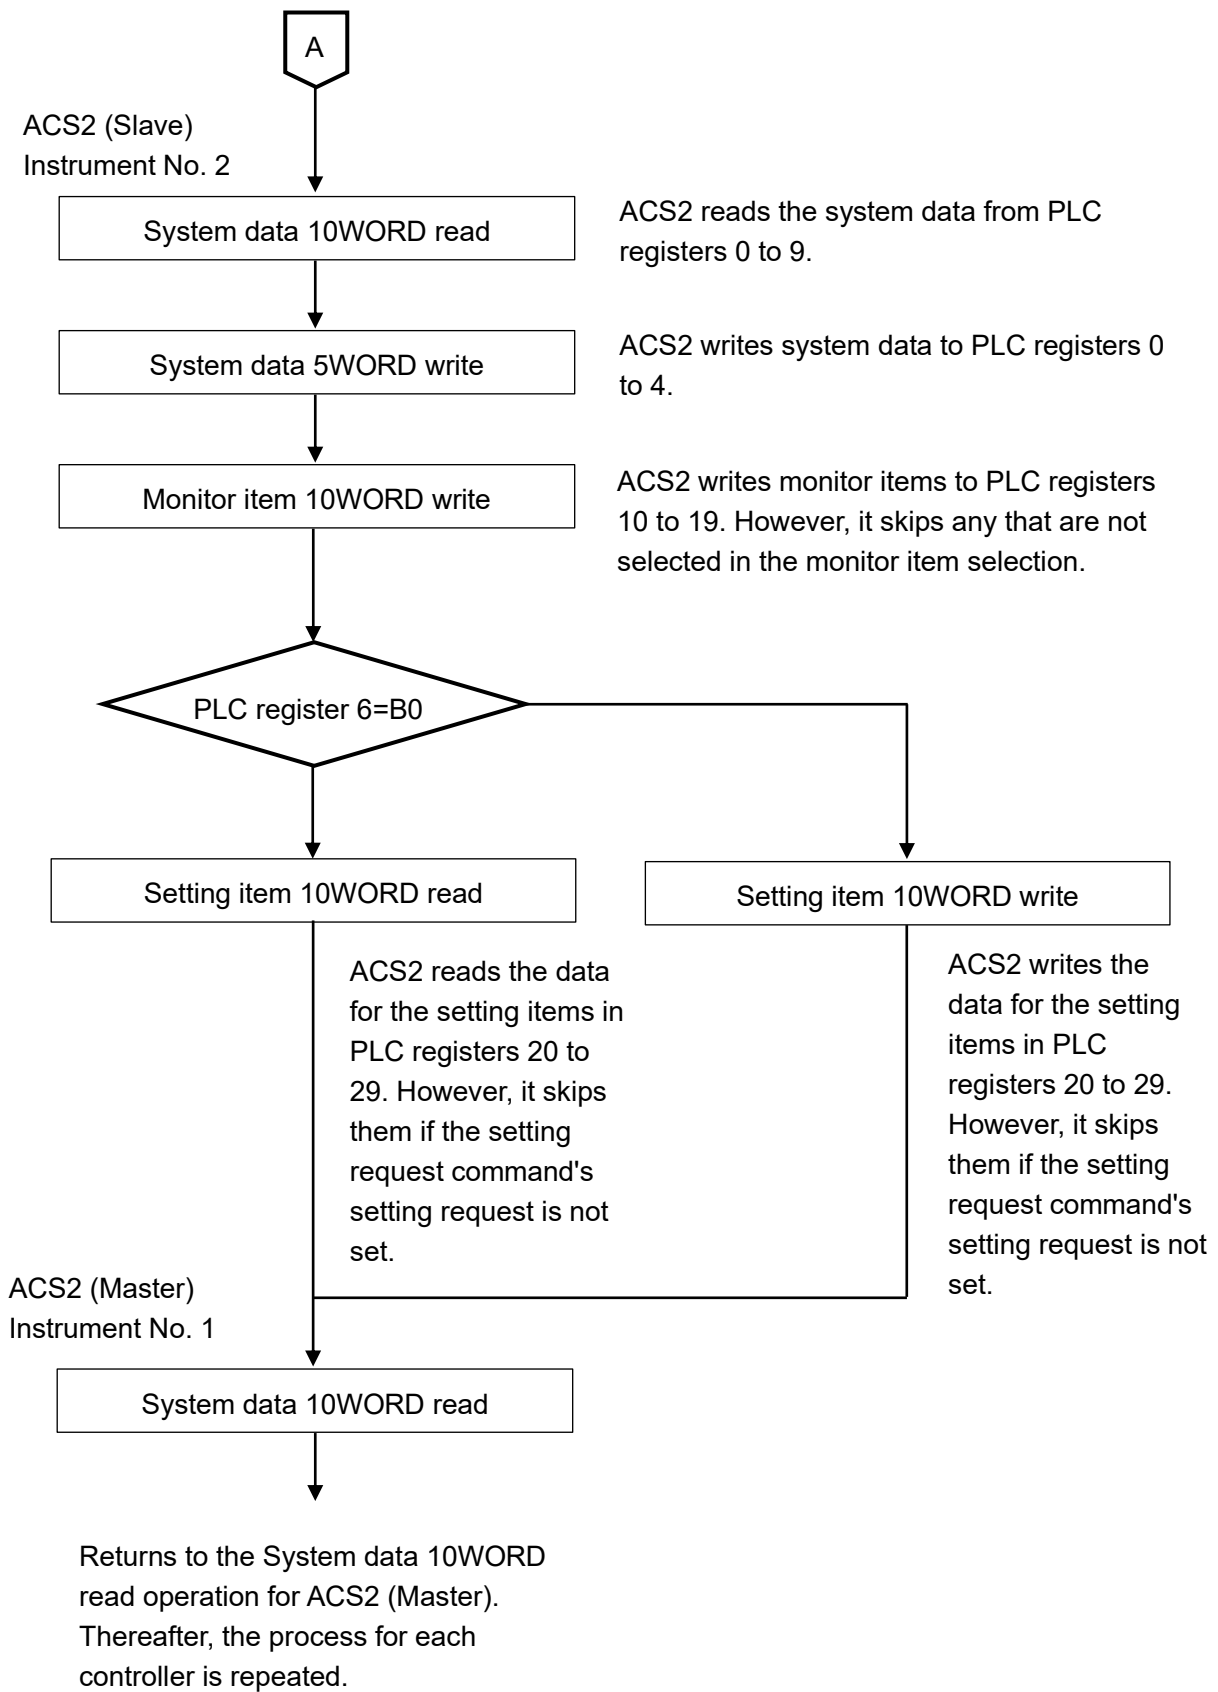 A
ACS2 (Slave)
Instrument No. 2
System data 10WORD read
ACS2 reads the system data from PLC
registers 0 to 9.
System data 5WORD write
ACS2 writes system data to PLC registers 0
to 4.
Monitor item 10WORD write
ACS2 writes monitor items to PLC registers
10 to 19. However, it skips any that are not
selected in the monitor item selection.
PLC register 6=B0
Setting item 10WORD read
Setting item 10WORD write
ACS2 reads the data
for the setting items in
PLC registers 20 to
29. However, it skips
them if the setting
request command's
setting request is not
set.
ACS2 writes the
data for the setting
items in PLC
registers 20 to 29.
However, it skips
them if the setting
request command's
setting request is not
set.
ACS2 (Master)
Instrument No. 1
System data 10WORD read
Returns to the System data 10WORD
read operation for ACS2 (Master).
Thereafter, the process for each
controller is repeated.